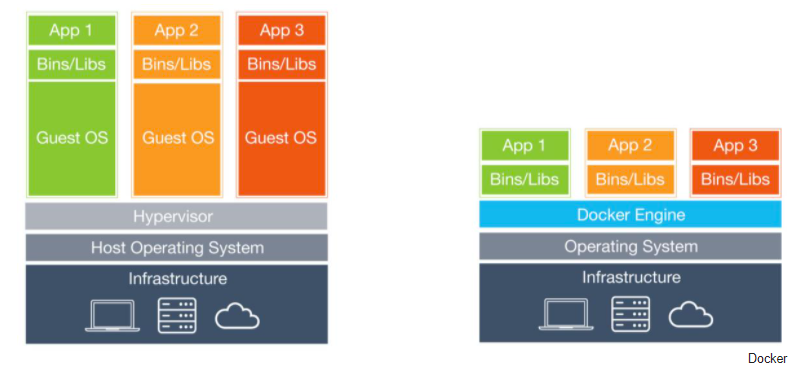 App 1
App 2
App 3
Bins/Libs
Bins/Libs
Bins/Libs
Guest OS
Guest OS
Guest OS
Hypervisor
Host Operating System
Infrastructure
App 1
App 2
App 3
Bins/Libs
Bins/Libs
Bins/Libs
Docker Engine
Operating System
Infrastructure
Docker